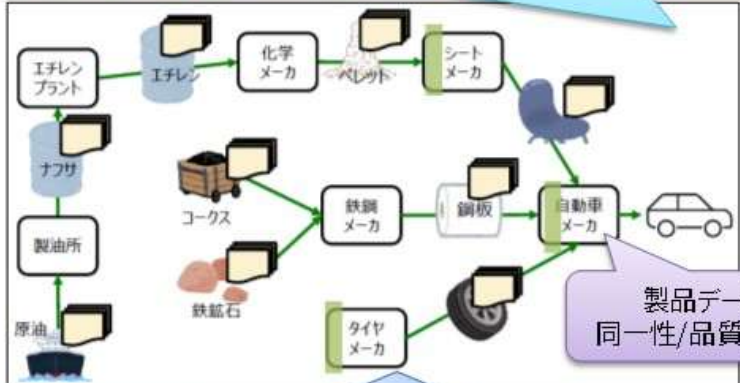 エチレン
プラント
エチレン
化学
メーカ
ペレット
シート
メーカ
ナフサ
製油所
原油
コークス
鉄鉱石
鉄鋼
メーカ
鋼板
自動車
メーカ
タイヤ
メーカ
製品デー
同一性/品質